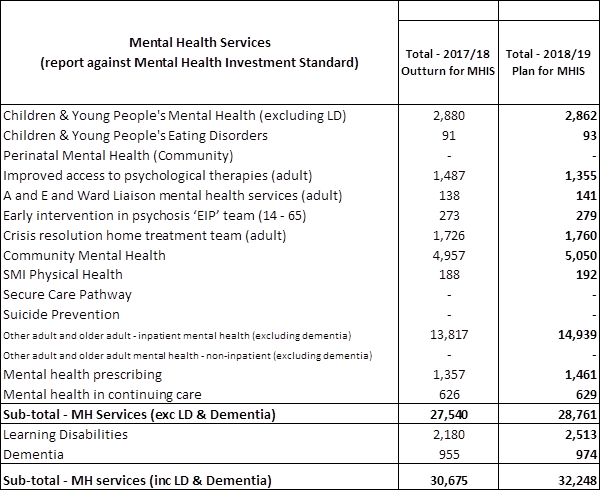 Mental Health Services
(report against Mental Health Investment Standard)
Total - 2017/18 Outturn for MHIS
Total - 2018/19 Plan for MHIS
Children & Young People's Mental Health (excluding LD) 2,880 2,862
Children & Young People's Eating Disorders 91 93
Perinatal Mental Health (Community) - -
Improved access to psychological therapies (adult) 1,487 1,355
A and E and Ward Liaison mental health services (adult) 138 141
Early intervention in psychosis ‘EIP’ team (14 - 65) 273 279
Crisis resolution home treatment team (adult) 1,726 1,760
Community Mental Health 4,957 5,050
SMI Physical Health 188 192
Secure Care Pathway - -
Suicide Prevention - -
Other adult and older adult - inpatient mental health (excluding dementia) 13,817 14,939
Other adult and older adult mental health - non-inpatient (excluding dementia) - -
Mental health prescribing 1,357 1,461
Mental health in continuing care 626 629
Sub-total - MH Services (exc LD & Dementia) 27,540 28,761
Learning Disabilities 2,180 2,513
Dementia 955 974
Sub-total - MH services (inc LD & Dementia) 30,675 32,248